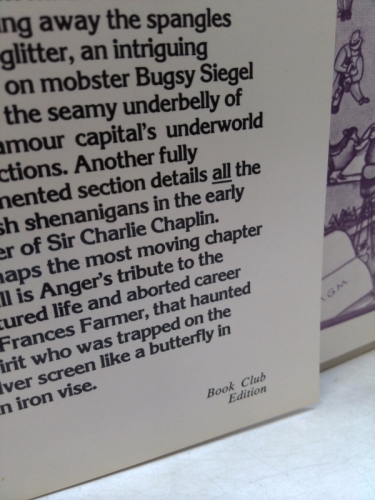 ing away the spangles
glitter, an intriguing
on mobster Bugsy Siegel
the seamy underbelly of
amour capital's underworld
ctions. Another fully
mented section details all the
sh shenanigans in the early
er of Sir Charlie Chaplin.
haps the most moving chapter
ll is Anger's tribute to the
tured life and aborted career
Frances Farmer, that haunted
irit who was trapped on the
lver screen like a butterfly in
n iron vise.
Book Club
Edition
M.G.M.